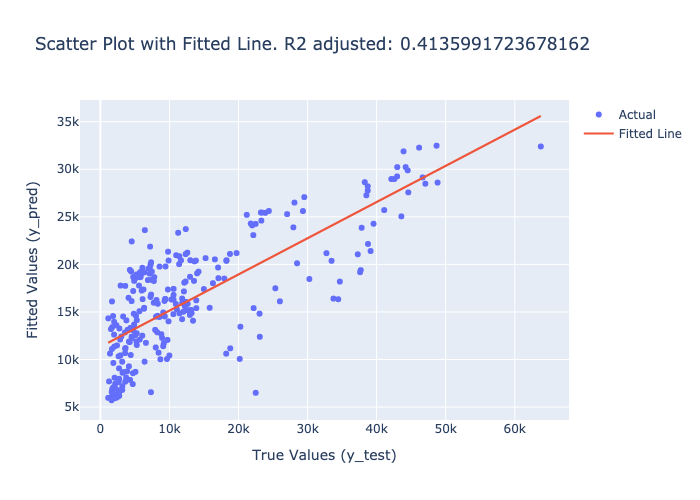 Scatter Plot with Fitted Line. R2 adjusted: 0.4135991723678162
Actual
Fitted Line
35k
30k
25k
20k
15k
10k
5k
Fitted Values (y_pred)
0 10k 20k 30k 40k 50k 60k
True Values (y_test)